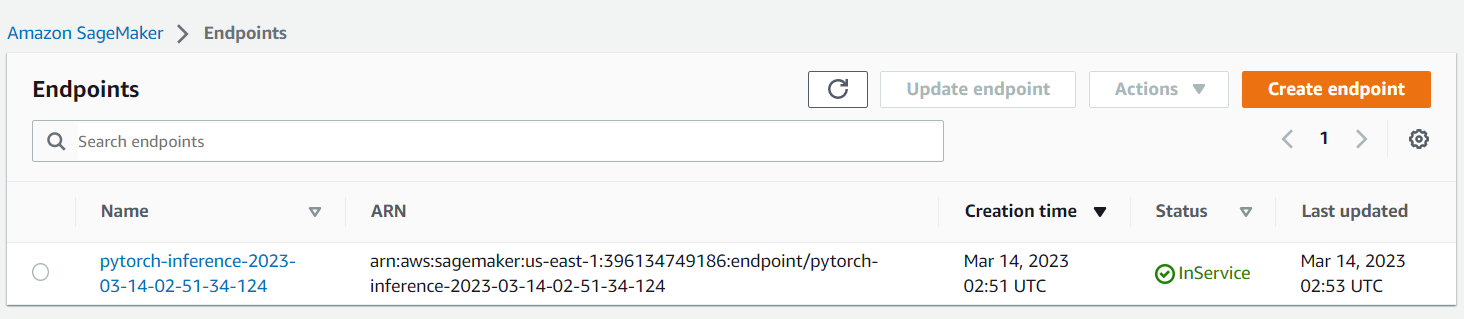 Amazon SageMaker > Endpoints
Endpoints
Update endpoint
Actions
Create endpoint
Search endpoints
1
Name
ARN
Creation time
Status
Last updated
pytorch-inference-2023-
03-14-02-51-34-124
arn:aws:sagemaker:us-east-1:396134749186:endpoint/pytorch-
inference-2023-03-14-02-51-34-124
Mar 14, 2023
02:51 UTC
InService
Mar 14, 2023
02:53 UTC